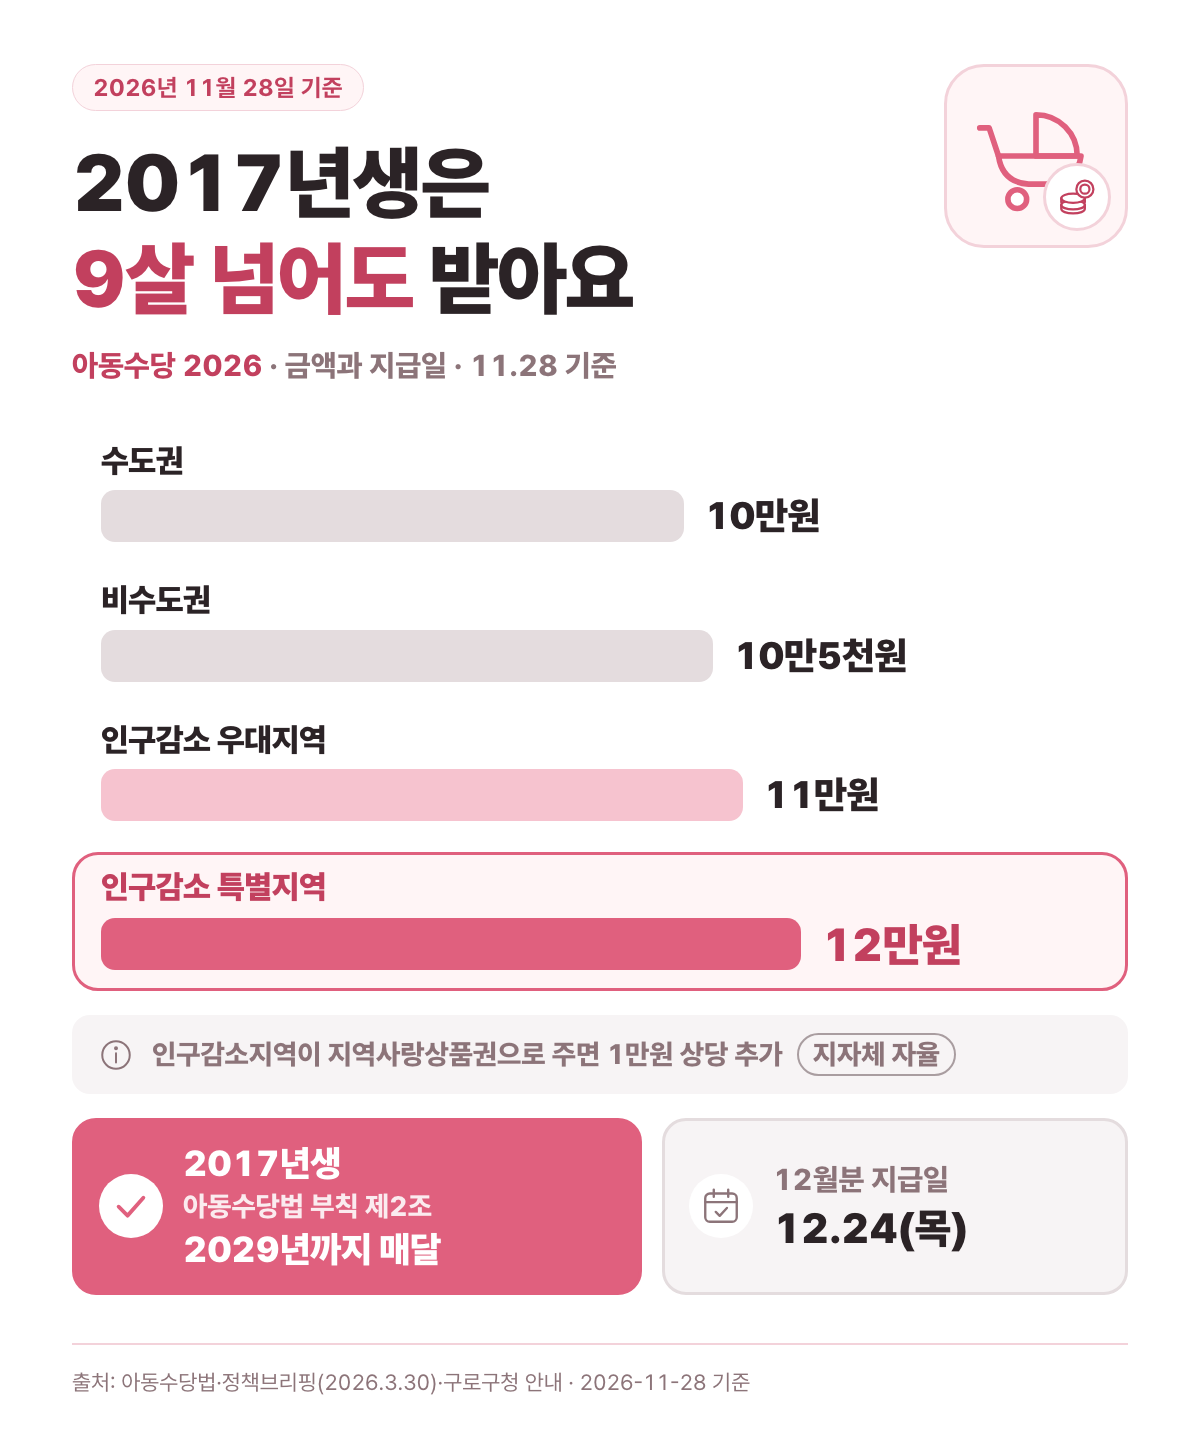 2026년 11월 28일 기준
2017년생은
9살 넘어도 받아요
아동수당 2026 · 금액과 지급일 · 11.28 기준
수도권
10만원
비수도권
10만5천원
인구감소 우대지역
11만원
인구감소 특별지역
12만원
인구감소지역이 지역사랑상품권으로 주면 1만원 상당 추가 지자체 자율
2017년생
아동수당법 부칙 제2조
2029년까지 매달
12월분 지급일
12.24(목)
출처: 아동수당법·정책브리핑(2026.3.30)·구로구청 안내 · 2026-11-28 기준